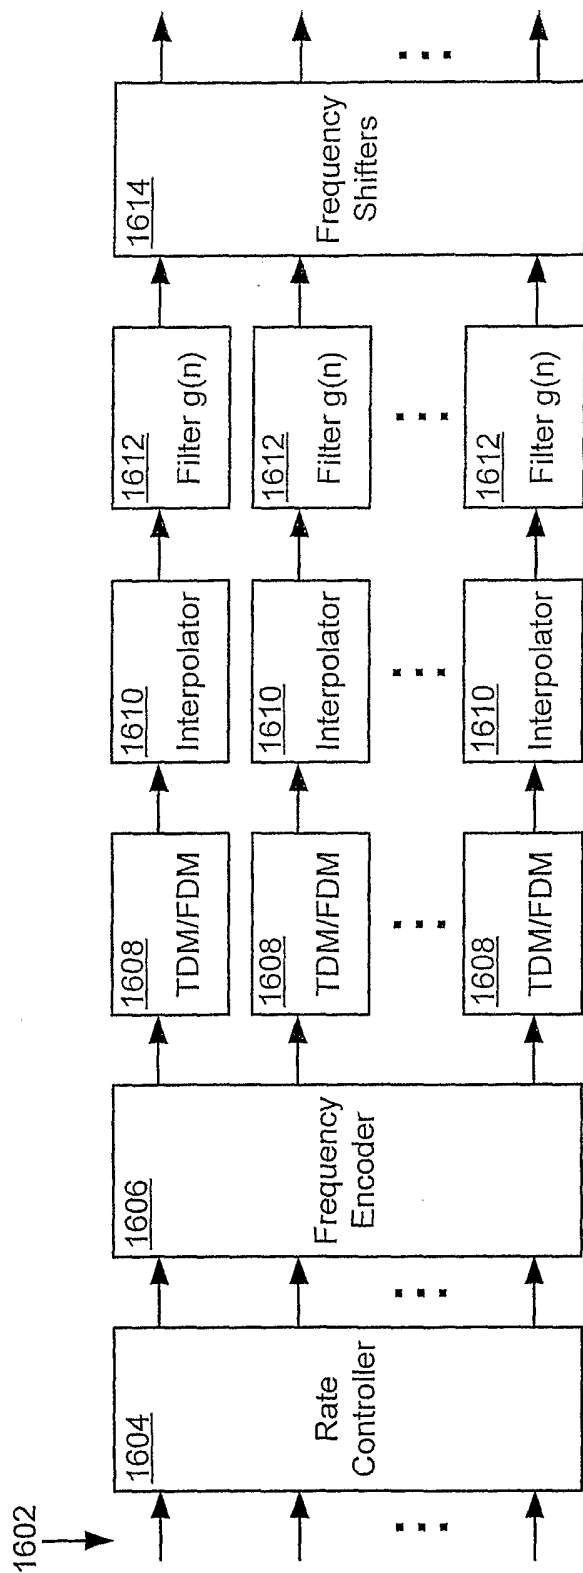 1602
1604
Rate
Controller
1606
Frequency
Encoder
1608
TDM/FDM
1608
TDM/FDM
1608
TDM/FDM
1610
Interpolator
1610
Interpolator
1610
Interpolator
1612
Filter g(n)
1612
Filter g(n)
1612
Filter g(n)
1614
Frequency
Shifters